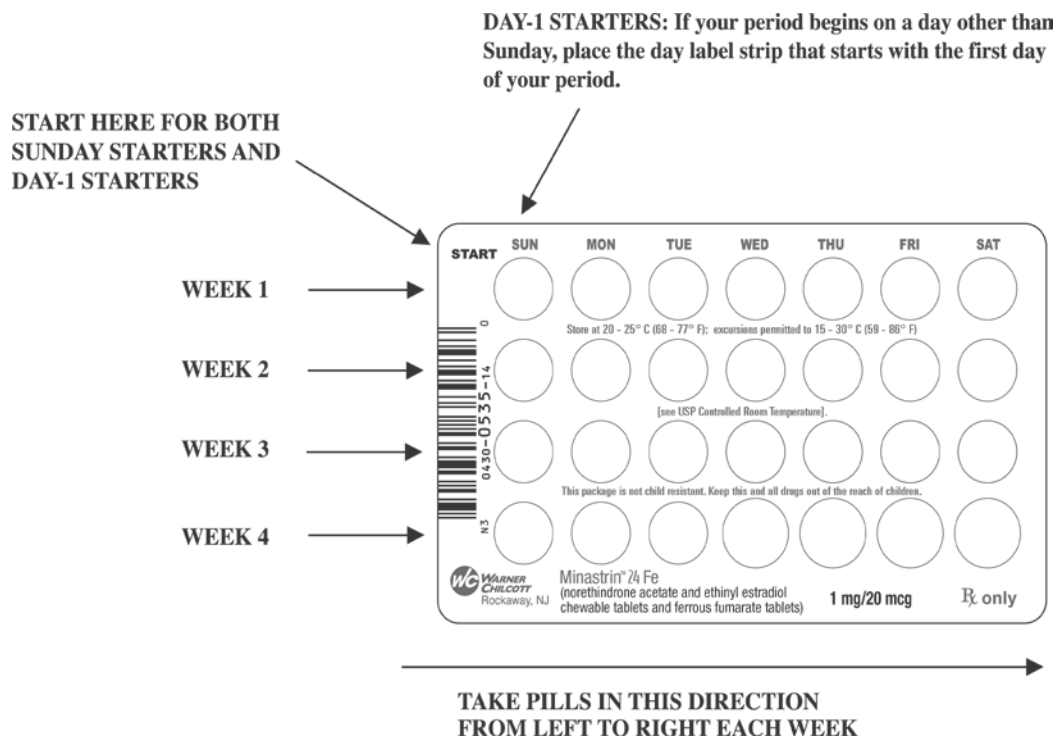 DAY-1 STARTERS: If your period begins on a day other than
Sunday, place the day label strip that starts with the first day
of your period.
START HERE FOR BOTH
SUNDAY STARTERS AND
DAY-1 STARTERS
START SUN MON TUE WED THU FRI SAT
WEEK 1
Store at 20 - 25° C (68 - 77° F); excursions permitted to 15 - 30° C (59 - 86° F)
WEEK 2
[see USP Controlled Room Temperature].
WEEK 3
This package is not child resistant. Keep this and all drugs out of the reach of children.
WEEK 4
0
0430-0535-14
N3
WC WARNER
CHILCOTT
Rockaway, NJ
Minastrin™ 24 Fe
(norethindrone acetate and ethinyl estradiol
chewable tablets and ferrous fumarate tablets)
1 mg/20 mcg
Rx only
TAKE PILLS IN THIS DIRECTION
FROM LEFT TO RIGHT EACH WEEK